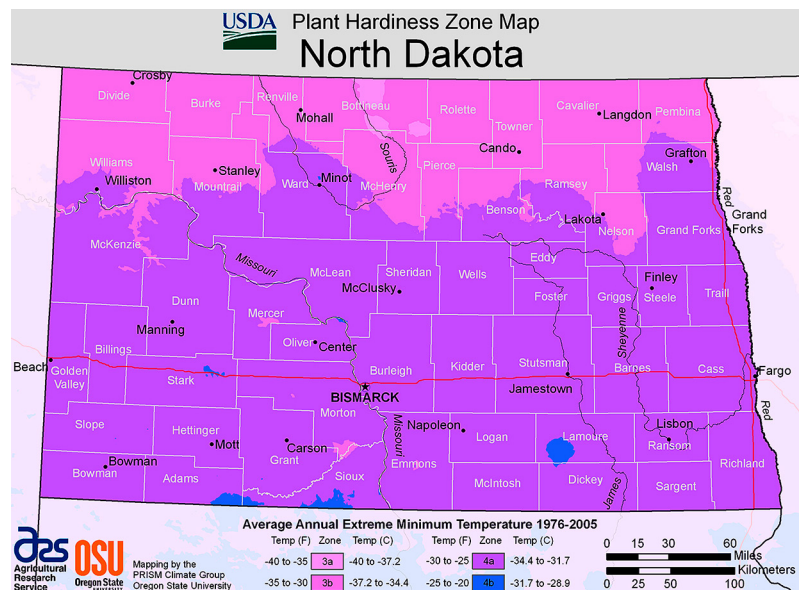 USDA
Plant Hardiness Zone Map
North Dakota
Crosby
Divide
Burke
Renville
Mohall
Bottineau
Rolette
Towner
Cavalier
Langdon
Pembina
Cando
Souris
Pierce
Williams
Williston
Stanley
Mountrail
Ward
Minot
McHenry
Ramsey
Benson
Lakota
Nelson
Grafton
Walsh
Red
Grand
Forks
Grand Forks
McKenzie
Missouri
McLean
Sheridan
McClusky
Wells
Eddy
Foster
Griggs
Finley
Steele
Traill
Dunn
Manning
Mercer
Oliver
Center
Sheyenne
Beach
Billings
Golden
Valley
Stark
Burleigh
Kidder
Stutsman
Jamestown
Barnes
Cass
Fargo
BISMARCK
Morton
Missouri
Red
Slope
Hettinger
Mott
Carson
Grant
Napoleon
Logan
Lamoure
Lisbon
Ransom
Richland
Bowman
Bowman
Adams
Sioux
Emmons
McIntosh
Dickey
James
Sargent
Average Annual Extreme Minimum Temperature 1976-2005
Temp (F) Zone Temp (C) Temp (F) Zone Temp (C)
-40 to -35 3a -40 to -37.2 -30 to -25 4a -34.4 to -31.7
-35 to -30 3b -37.2 to -34.4 -25 to -20 4b -31.7 to -28.9
ars
Agricultural
Research
Service
OSU
Oregon State
UNIVERSITY
Mapping by the
PRISM Climate Group
Oregon State University
0 15 30 60
Miles
Kilometers
0 25 50 100